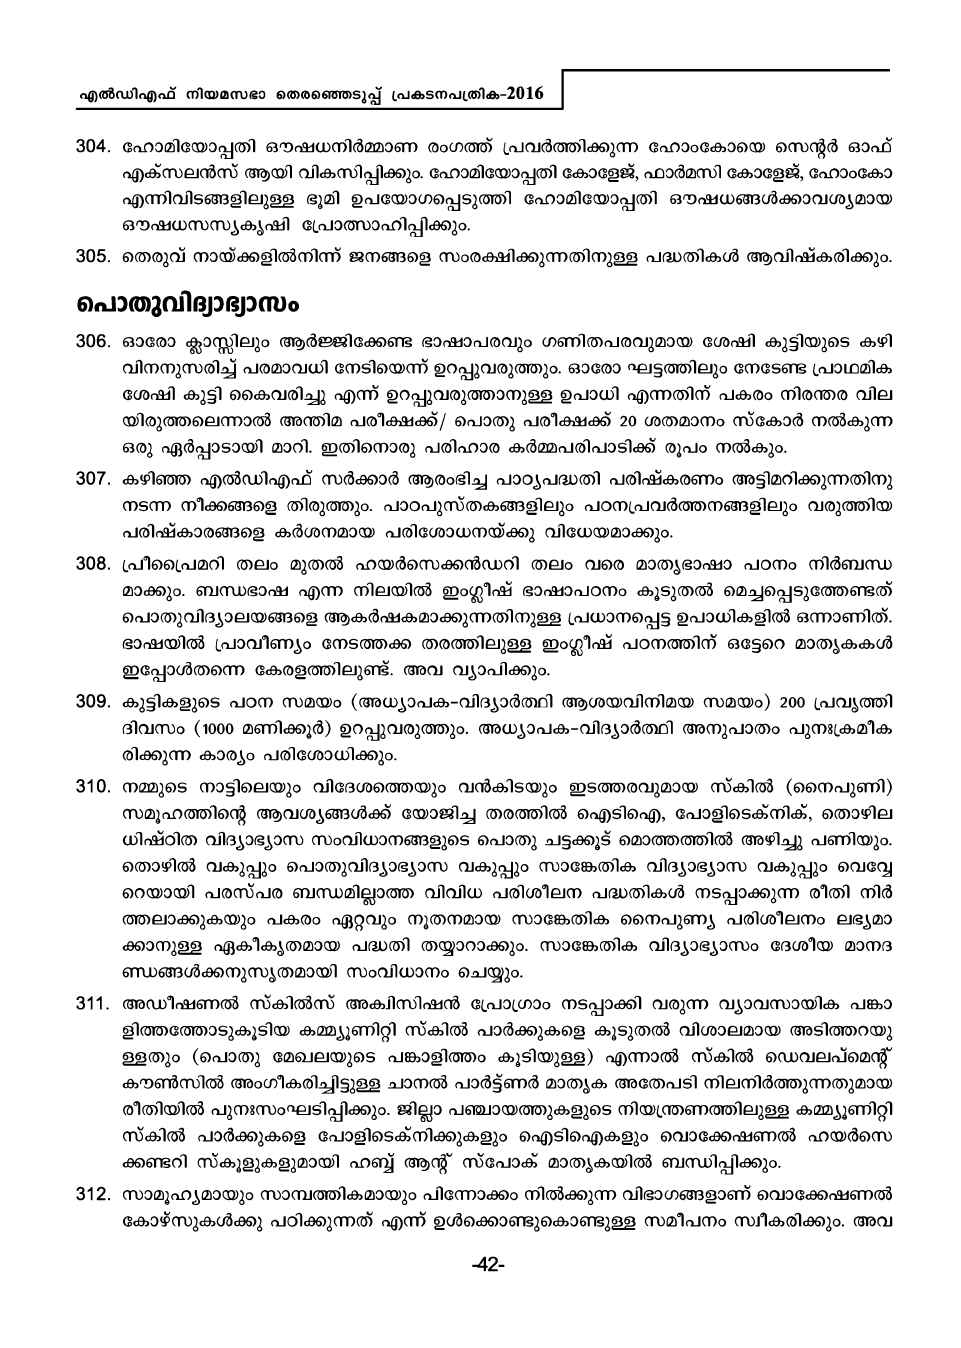 എൽഡിഎഫ് നിയമസഭാ തെരഞ്ഞെടുപ്പ് പ്രകടനപത്രിക-2016
304. ഹോമിയോപ്പതി ഔഷധനിർമ്മാണ രംഗത്ത് പ്രവർത്തിക്കുന്ന ഹോംകോയെ സെന്റർ ഓഫ്
എക്സലൻസ് ആയി വികസിപ്പിക്കും. ഹോമിയോപ്പതി കോളേജ്, ഫാർമസി കോളേജ്, ഹോംകോ
എന്നിവിടങ്ങളിലുള്ള ഭൂമി ഉപയോഗപ്പെടുത്തി ഹോമിയോപ്പതി ഔഷധങ്ങൾക്കാവശ്യമായ
ഔഷധസസ്യകൃഷി പ്രോത്സാഹിപ്പിക്കും.
305. തെരുവ് നായ്ക്കളിൽനിന്ന് ജനങ്ങളെ സംരക്ഷിക്കുന്നതിനുള്ള പദ്ധതികൾ ആവിഷ്കരിക്കും.
പൊതുവിദ്യാഭ്യാസം
306. ഓരോ ക്ലാസ്സിലും ആർജ്ജിക്കേണ്ട ഭാഷാപരവും ഗണിതപരവുമായ ശേഷി കുട്ടിയുടെ കഴി
വിനനുസരിച്ച് പരമാവധി നേടിയെന്ന് ഉറപ്പുവരുത്തും. ഓരോ ഘട്ടത്തിലും നേടേണ്ട പ്രാഥമിക
ശേഷി കുട്ടി കൈവരിച്ചു എന്ന് ഉറപ്പുവരുത്താനുള്ള ഉപാധി എന്നതിന് പകരം നിരന്തര വില
യിരുത്തലെന്നാൽ അന്തിമ പരീക്ഷക്ക്/ പൊതു പരീക്ഷക്ക് 20 ശതമാനം സ്കോർ നൽകുന്ന
ഒരു ഏർപ്പാടായി മാറി. ഇതിനൊരു പരിഹാര കർമ്മപരിപാടിക്ക് രൂപം നൽകും.
307. കഴിഞ്ഞ എൽഡിഎഫ് സർക്കാർ ആരംഭിച്ച പാഠ്യപദ്ധതി പരിഷ്കരണം അട്ടിമറിക്കുന്നതിനു
നടന്ന നീക്കങ്ങളെ തിരുത്തും. പാഠപുസ്തകങ്ങളിലും പഠനപ്രവർത്തനങ്ങളിലും വരുത്തിയ
പരിഷ്കാരങ്ങളെ കർശനമായ പരിശോധനയ്ക്കു വിധേയമാക്കും.
308. പ്രീപ്രൈമറി തലം മുതൽ ഹയർസെക്കൻഡറി തലം വരെ മാതൃഭാഷാ പഠനം നിർബന്ധ
മാക്കും. ബന്ധഭാഷ എന്ന നിലയിൽ ഇംഗ്ലീഷ് ഭാഷാപഠനം കൂടുതൽ മെച്ചപ്പെടുത്തേണ്ടത്
പൊതുവിദ്യാലയങ്ങളെ ആകർഷകമാക്കുന്നതിനുള്ള പ്രധാനപ്പെട്ട ഉപാധികളിൽ ഒന്നാണിത്.
ഭാഷയിൽ പ്രാവീണ്യം നേടത്തക്ക തരത്തിലുള്ള ഇംഗ്ലീഷ് പഠനത്തിന് ഒട്ടേറെ മാതൃകകൾ
ഇപ്പോൾതന്നെ കേരളത്തിലുണ്ട്. അവ വ്യാപിക്കും.
309. കുട്ടികളുടെ പഠന സമയം (അധ്യാപക-വിദ്യാർത്ഥി ആശയവിനിമയ സമയം) 200 പ്രവൃത്തി
ദിവസം (1000 മണിക്കൂർ) ഉറപ്പുവരുത്തും. അധ്യാപക-വിദ്യാർത്ഥി അനുപാതം പുനഃക്രമീക
രിക്കുന്ന കാര്യം പരിശോധിക്കും.
310. നമ്മുടെ നാട്ടിലെയും വിദേശത്തെയും വൻകിടയും ഇടത്തരവുമായ സ്കിൽ (നൈപുണി)
സമൂഹത്തിന്റെ ആവശ്യങ്ങൾക്ക് യോജിച്ച തരത്തിൽ ഐടിഐ, പോളിടെക്നിക്, തൊഴില
ധിഷ്ഠിത വിദ്യാഭ്യാസ സംവിധാനങ്ങളുടെ പൊതു ചട്ടക്കൂട് മൊത്തത്തിൽ അഴിച്ചു പണിയും.
തൊഴിൽ വകുപ്പും പൊതുവിദ്യാഭ്യാസ വകുപ്പും സാങ്കേതിക വിദ്യാഭ്യാസ വകുപ്പും വെവ്വേ
റെയായി പരസ്പര ബന്ധമില്ലാത്ത വിവിധ പരിശീലന പദ്ധതികൾ നടപ്പാക്കുന്ന രീതി നിർ
ത്തലാക്കുകയും പകരം ഏറ്റവും നൂതനമായ സാങ്കേതിക നൈപുണ്യ പരിശീലനം ലഭ്യമാ
ക്കാനുള്ള ഏകീകൃതമായ പദ്ധതി തയ്യാറാക്കും. സാങ്കേതിക വിദ്യാഭ്യാസം ദേശീയ മാനദ
ണ്ഡങ്ങൾക്കനുസൃതമായി സംവിധാനം ചെയ്യും.
311. അഡീഷണൽ സ്കിൽസ് അക്വിസിഷൻ പ്രോഗ്രാം നടപ്പാക്കി വരുന്ന വ്യാവസായിക പങ്കാ
ളിത്തത്തോടുകൂടിയ കമ്മ്യൂണിറ്റി സ്കിൽ പാർക്കുകളെ കൂടുതൽ വിശാലമായ അടിത്തറയു
ള്ളതും (പൊതു മേഖലയുടെ പങ്കാളിത്തം കൂടിയുള്ള) എന്നാൽ സ്കിൽ ഡെവലപ്മെന്റ്
കൗൺസിൽ അംഗീകരിച്ചിട്ടുള്ള ചാനൽ പാർട്ട്ണർ മാതൃക അതേപടി നിലനിർത്തുന്നതുമായ
രീതിയിൽ പുനഃസംഘടിപ്പിക്കും. ജില്ലാ പഞ്ചായത്തുകളുടെ നിയന്ത്രണത്തിലുള്ള കമ്മ്യൂണിറ്റി
സ്കിൽ പാർക്കുകളെ പോളിടെക്നിക്കുകളും ഐടിഐകളും വൊക്കേഷണൽ ഹയർസെ
ക്കണ്ടറി സ്കൂളുകളുമായി ഹബ്ബ് ആന്റ് സ്പോക് മാതൃകയിൽ ബന്ധിപ്പിക്കും.
312. സാമൂഹ്യമായും സാമ്പത്തികമായും പിന്നോക്കം നിൽക്കുന്ന വിഭാഗങ്ങളാണ് വൊക്കേഷണൽ
കോഴ്സുകൾക്കു പഠിക്കുന്നത് എന്ന് ഉൾക്കൊണ്ടുകൊണ്ടുള്ള സമീപനം സ്വീകരിക്കും. അവ
-42-